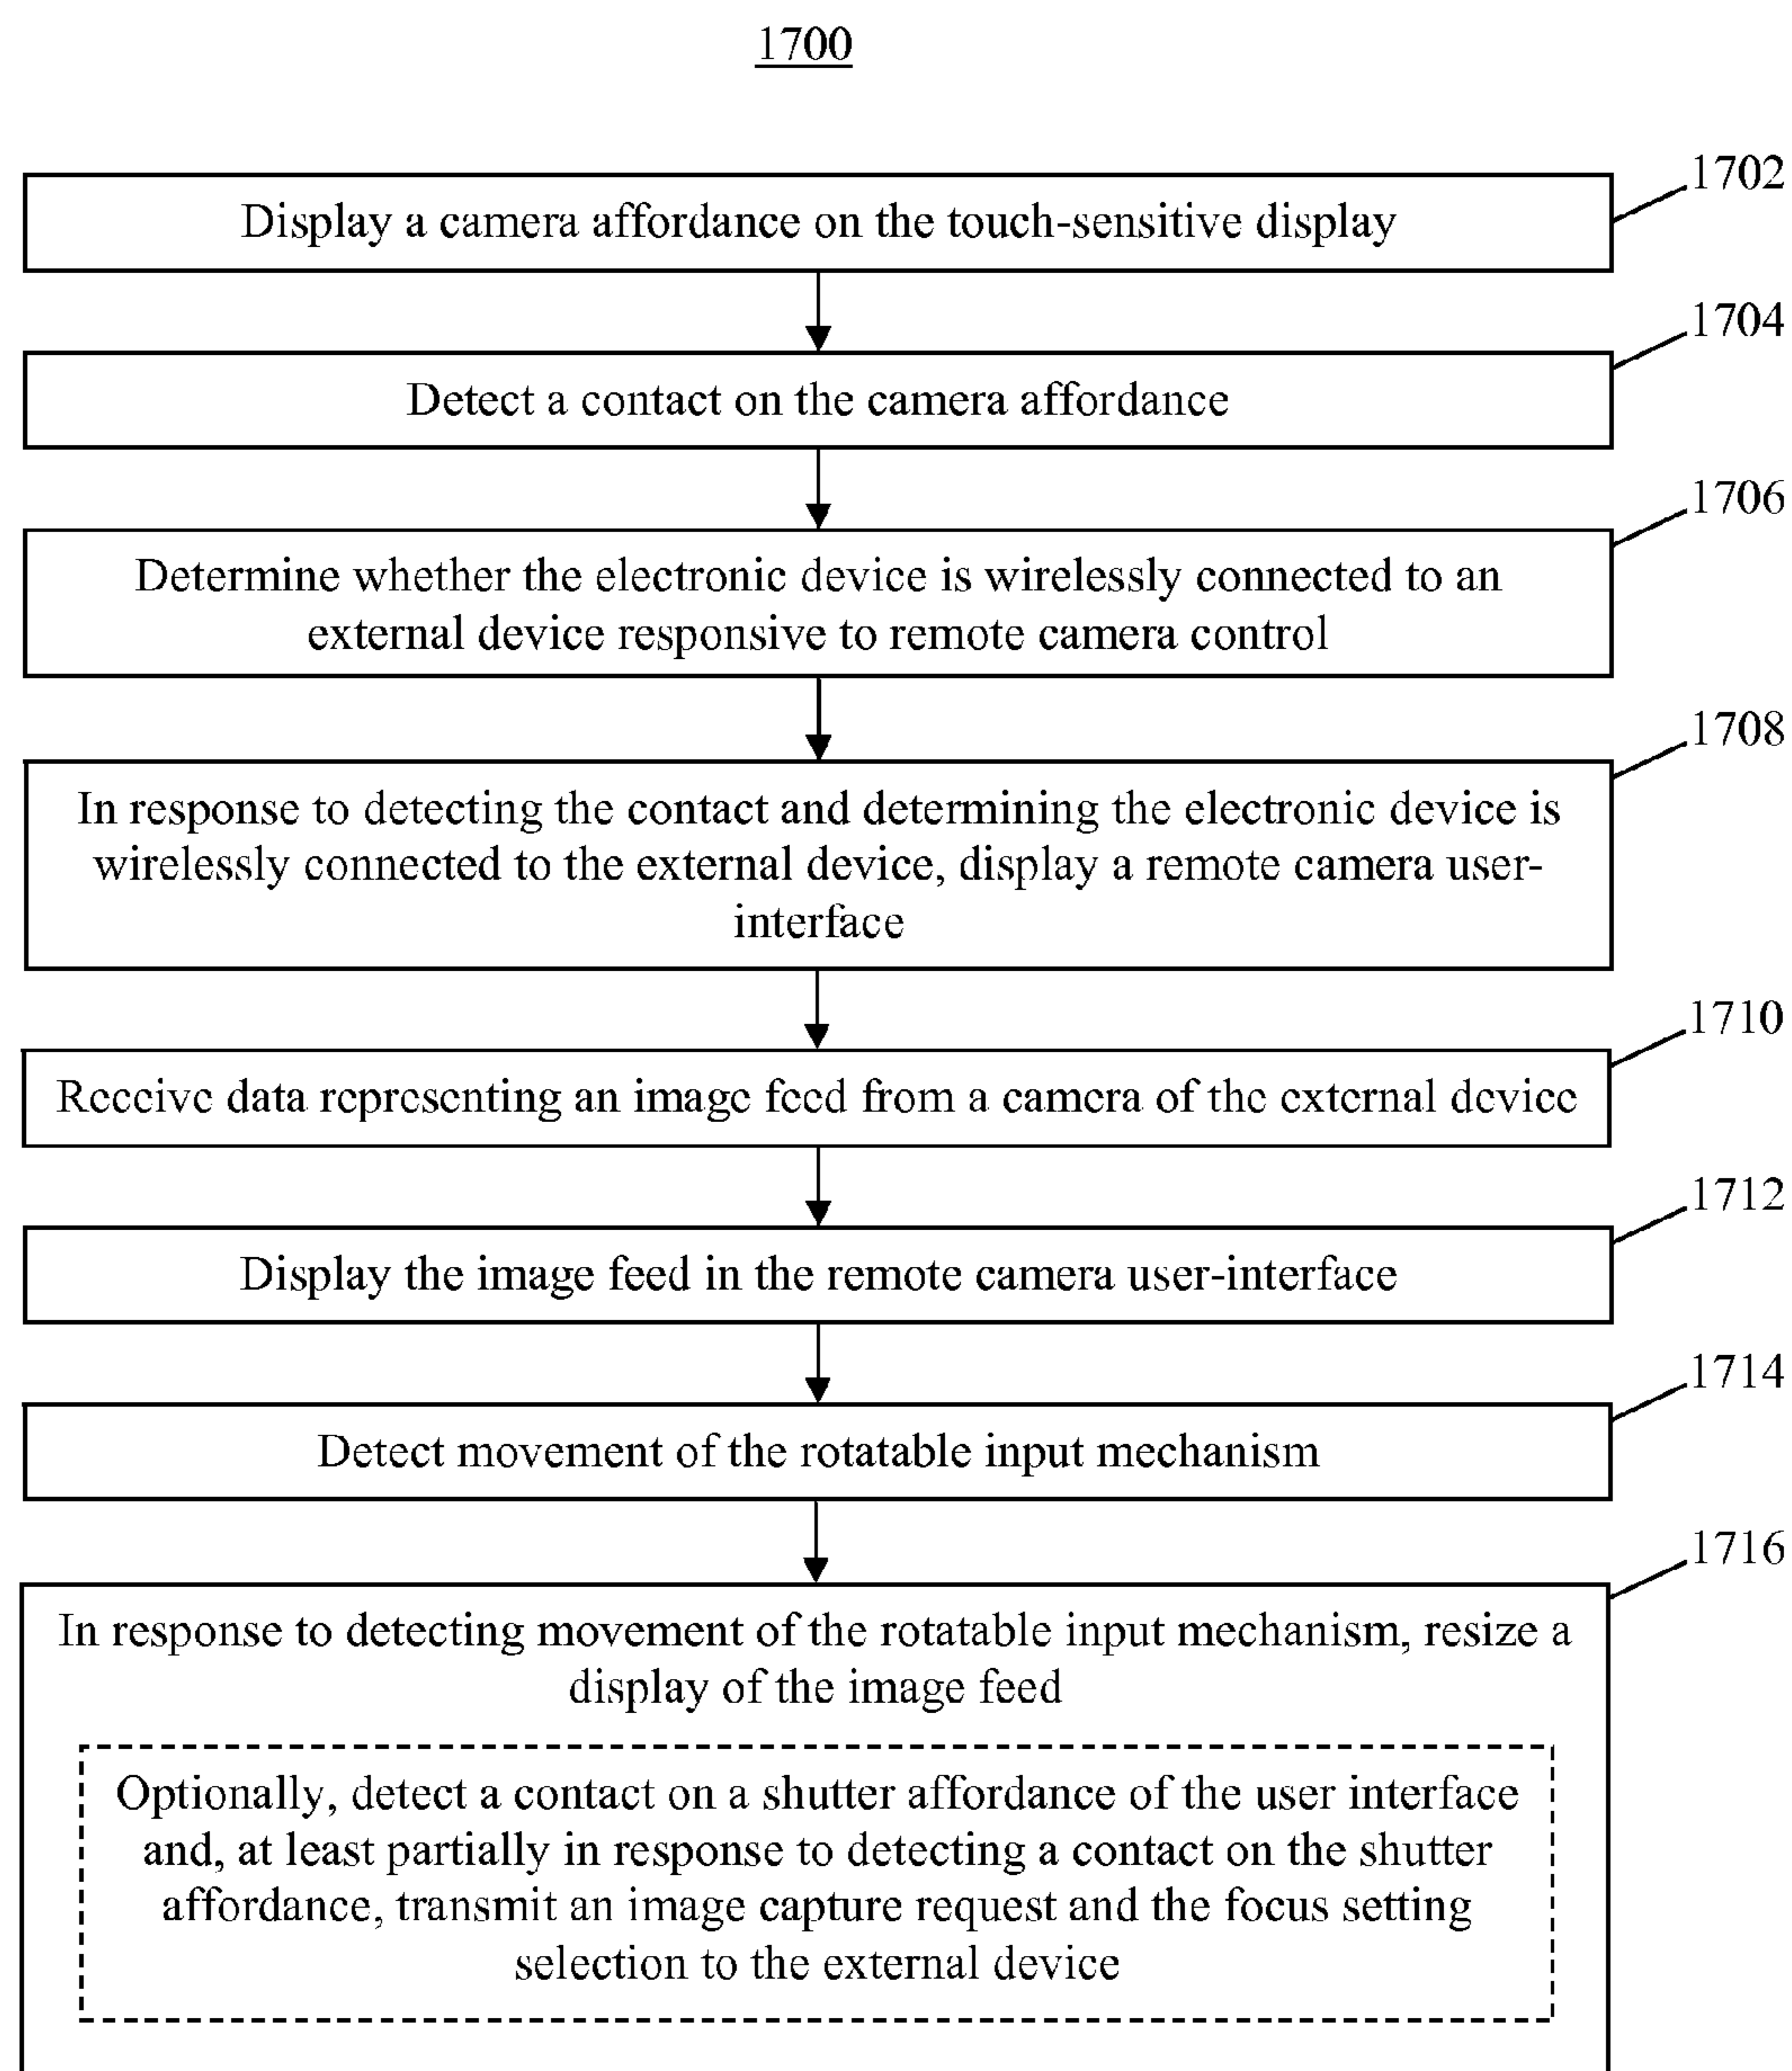 1700
1702
Display a camera affordance on the touch-sensitive display
1704
Detect a contact on the camera affordance
1706
Determine whether the electronic device is wirelessly connected to an
external device responsive to remote camera control
1708
In response to detecting the contact and determining the electronic device is
wirelessly connected to the external device, display a remote camera user-
interface
1710
Receive data representing an image feed from a camera of the external device
1712
Display the image feed in the remote camera user-interface
1714
Detect movement of the rotatable input mechanism
1716
In response to detecting movement of the rotatable input mechanism, resize a
display of the image feed
Optionally, detect a contact on a shutter affordance of the user interface
and, at least partially in response to detecting a contact on the shutter
affordance, transmit an image capture request and the focus setting
selection to the external device